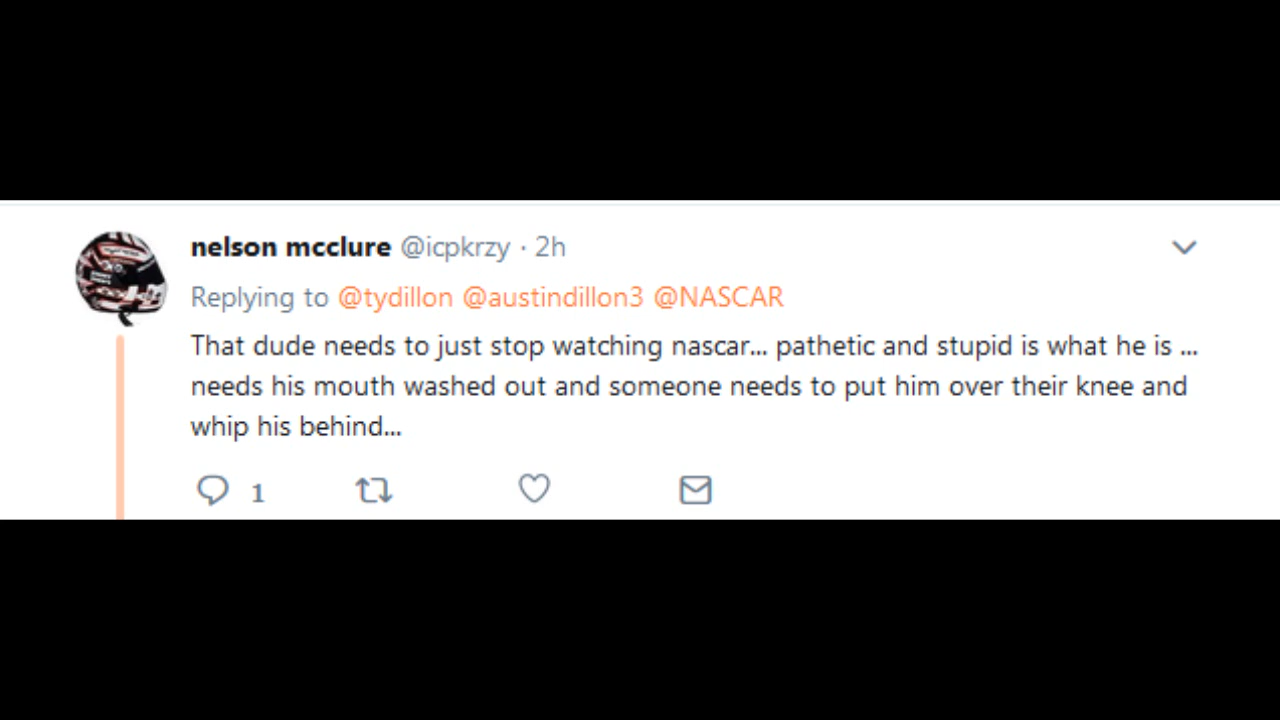 nelson mcclure @icpkrzy · 2h
Replying to @tydillon @austindillon3 @NASCAR
That dude needs to just stop watching nascar... pathetic and stupid is what he is ...
needs his mouth washed out and someone needs to put him over their knee and
whip his behind...
1